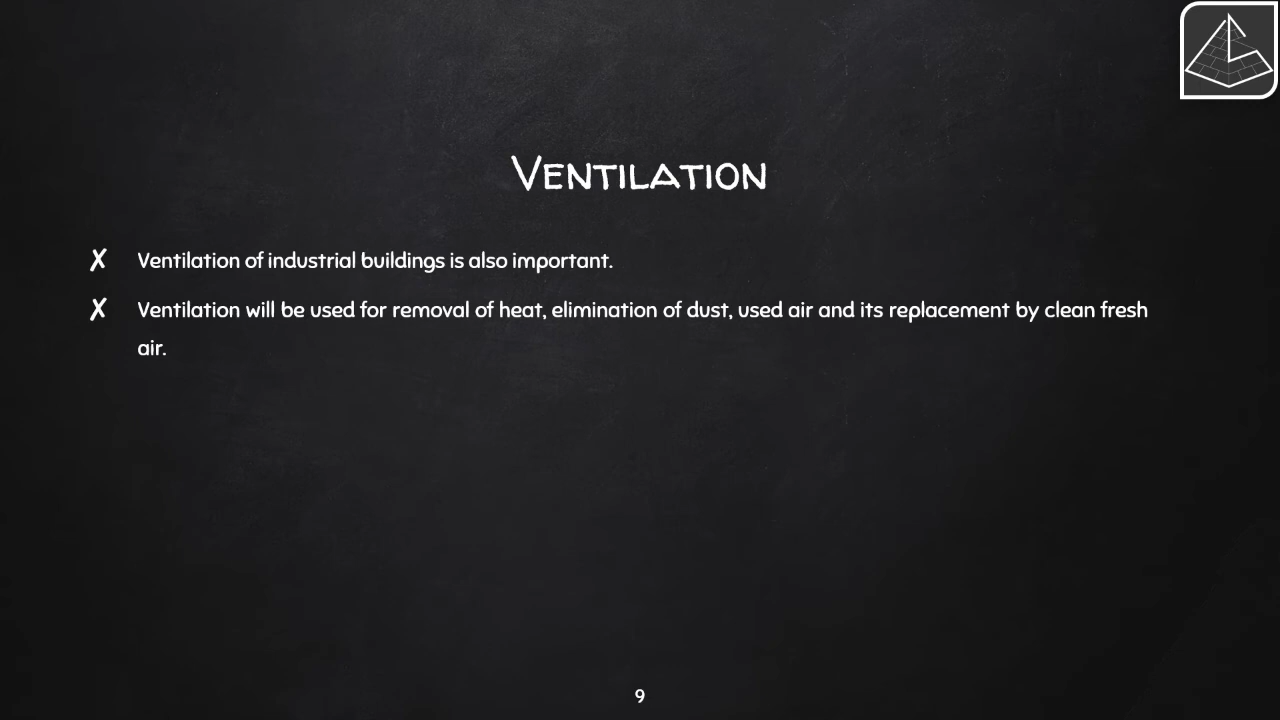 Ventilation
✗ Ventilation of industrial buildings is also important.
✗ Ventilation will be used for removal of heat, elimination of dust, used air and its replacement by clean fresh
air.
9